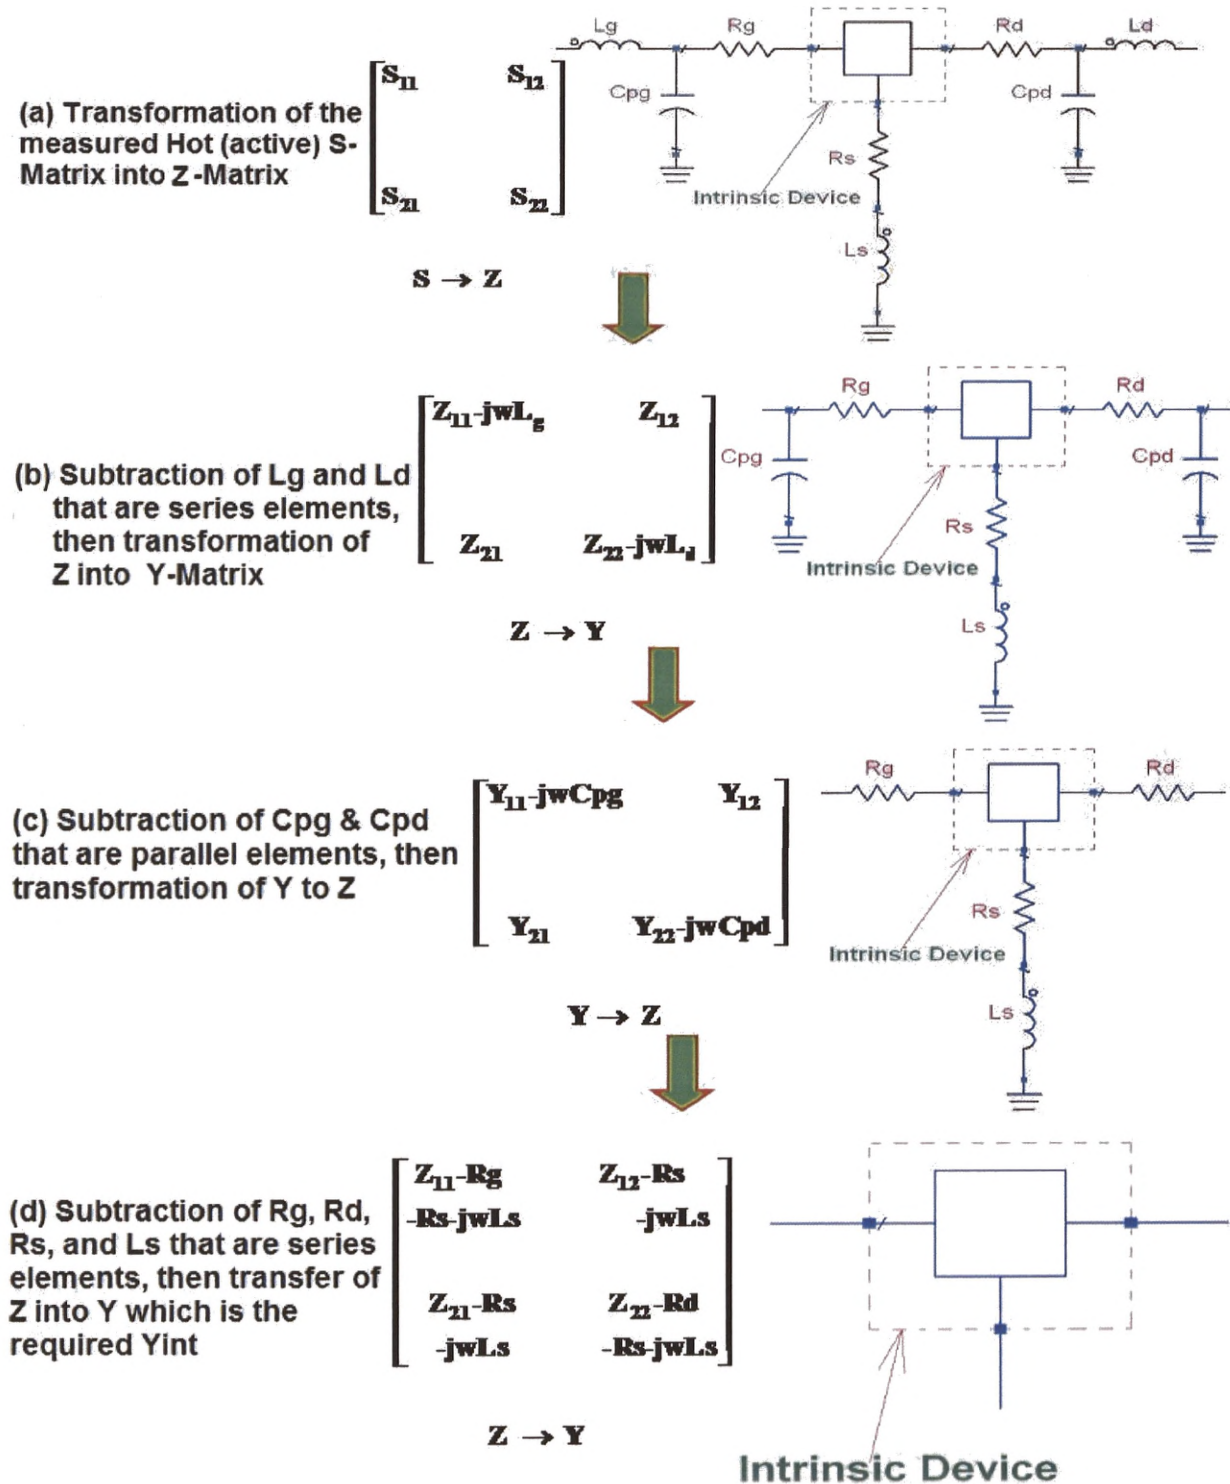 Lg
Rg
Rd
Ld
(a) Transformation of the
measured Hot (active) S-
Matrix into Z-Matrix
S11 S12
S21 S22
Cpg
Cpd
Rs
Intrinsic Device
Ls
S → Z
Rg
Rd
Z11-jwLg Z12
Z21 Z22-jwLd
Cpg
Cpd
(b) Subtraction of Lg and Ld
that are series elements,
then transformation of
Z into Y-Matrix
Rs
Intrinsic Device
Ls
Z → Y
Rg
Rd
(c) Subtraction of Cpg & Cpd
that are parallel elements, then
transformation of Y to Z
Y11-jwCpg Y12
Y21 Y22-jwCpd
Rs
Intrinsic Device
Ls
Y → Z
(d) Subtraction of Rg, Rd,
Rs, and Ls that are series
elements, then transfer of
Z into Y which is the
required Yint
Z11-Rg Z12-Rs
-Rs-jwLs -jwLs
Z21-Rs Z22-Rd
-jwLs -Rs-jwLs
Z → Y
Intrinsic Device